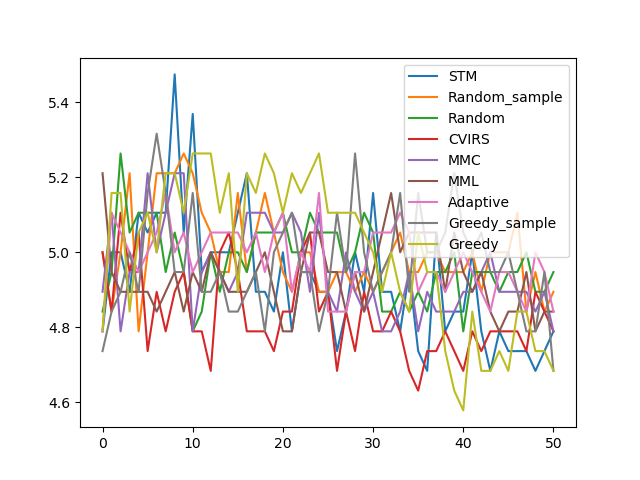 5.4
5.2
5.0
4.8
4.6
0
10
20
30
40
50
STM
Random_sample
Random
CVIRS
MMC
MML
Adaptive
Greedy_sample
Greedy